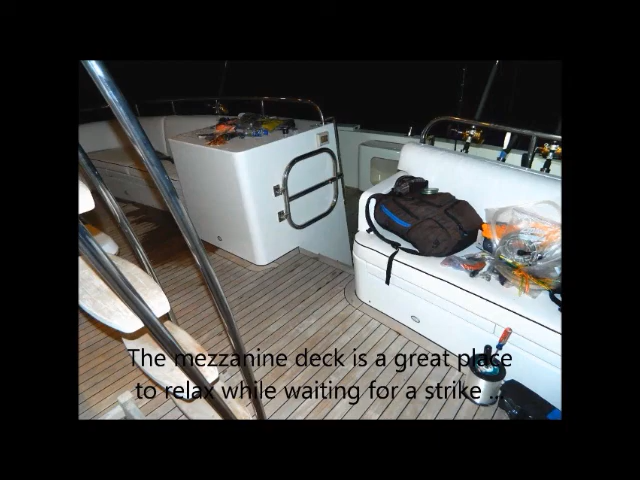 The mezzanine deck is a great place
to relax while waiting for a strike ...